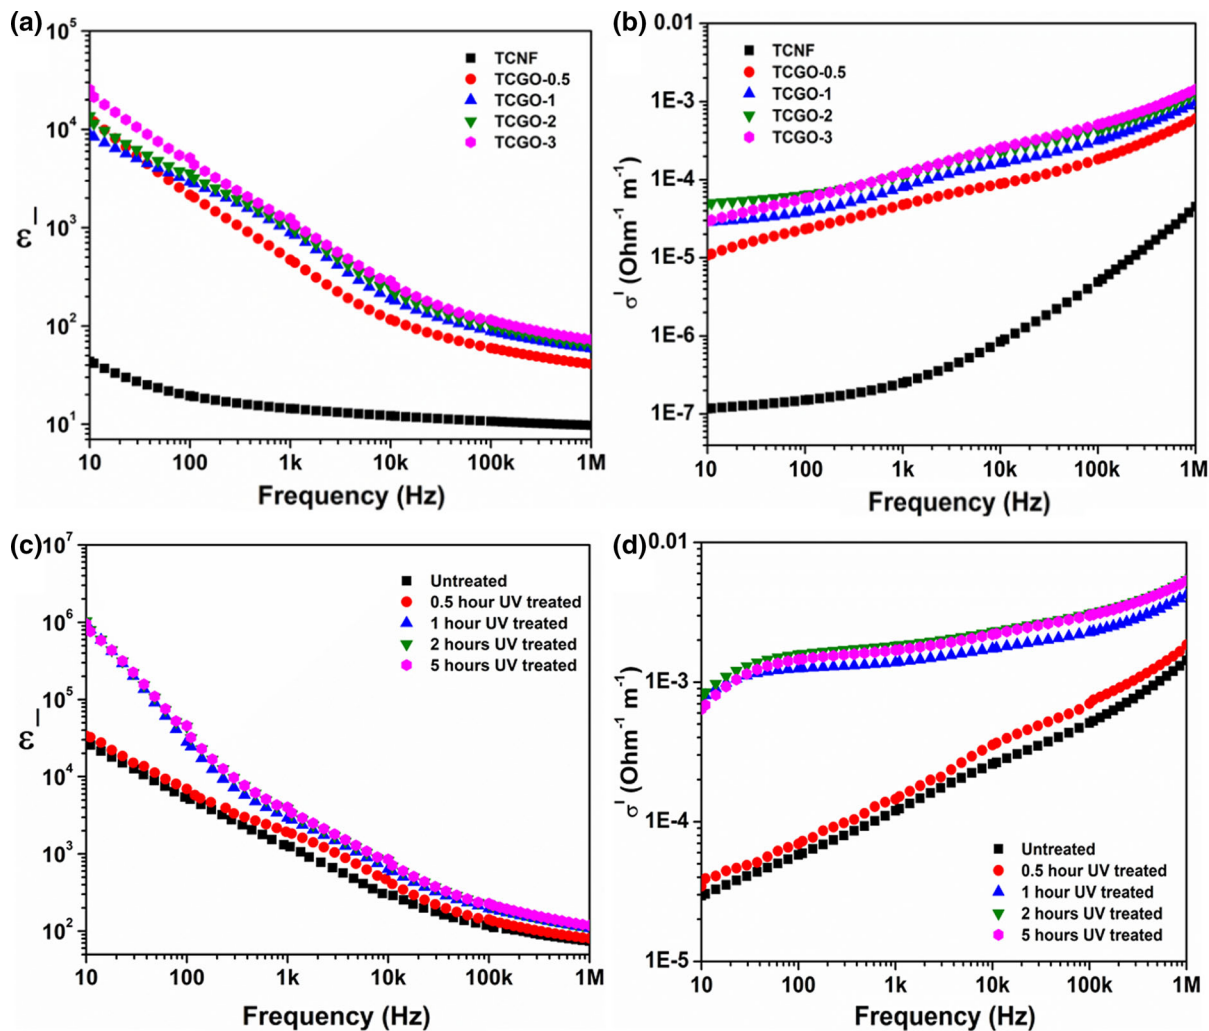 (a)
10^5
10^4
10^3
10^2
10^1
ε^|
TCNF
TCGO-0.5
TCGO-1
TCGO-2
TCGO-3
10 100 1k 10k 100k 1M
Frequency (Hz)
(b)
0.01
1E-3
1E-4
1E-5
1E-6
1E-7
σ^| (Ohm^-1 m^-1)
TCNF
TCGO-0.5
TCGO-1
TCGO-2
TCGO-3
10 100 1k 10k 100k 1M
Frequency (Hz)
(c)
10^7
10^6
10^5
10^4
10^3
10^2
ε^|
Untreated
0.5 hour UV treated
1 hour UV treated
2 hours UV treated
5 hours UV treated
10 100 1k 10k 100k 1M
Frequency (Hz)
(d)
0.01
1E-3
1E-4
1E-5
σ^| (Ohm^-1 m^-1)
Untreated
0.5 hour UV treated
1 hour UV treated
2 hours UV treated
5 hours UV treated
10 100 1k 10k 100k 1M
Frequency (Hz)